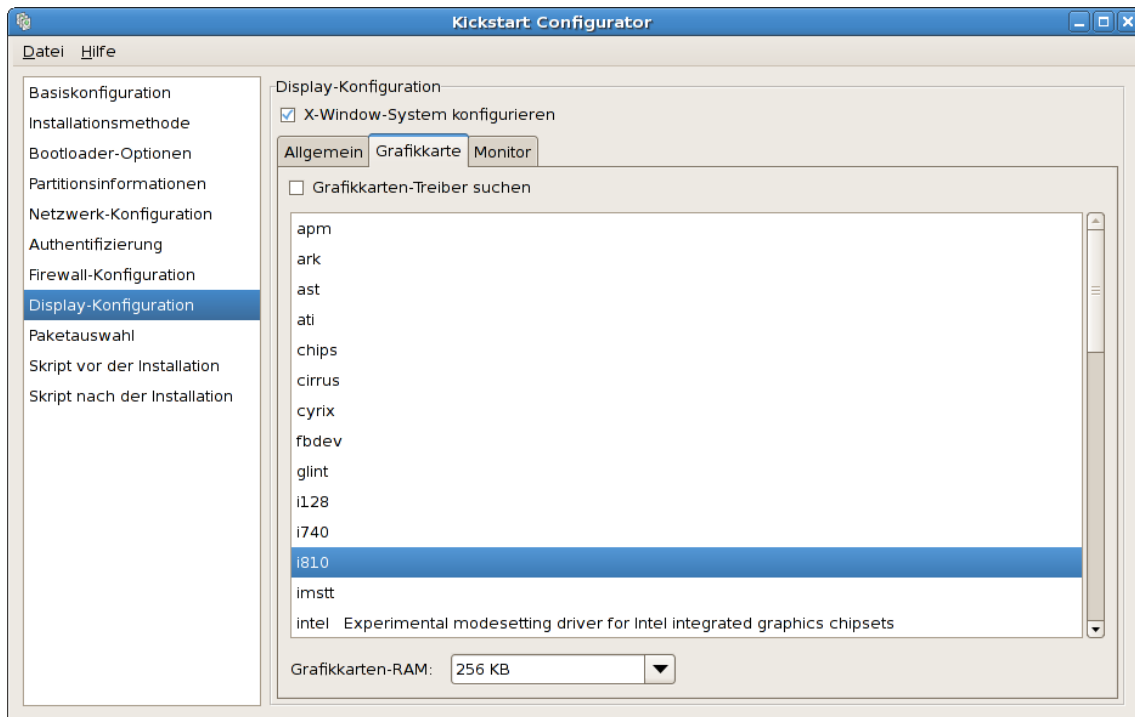 Kickstart Configurator
Datei Hilfe
Basiskonfiguration
Installationsmethode
Bootloader-Optionen
Partitionsinformationen
Netzwerk-Konfiguration
Authentifizierung
Firewall-Konfiguration
Display-Konfiguration
Paketauswahl
Skript vor der Installation
Skript nach der Installation
Display-Konfiguration
X-Window-System konfigurieren
Allgemein Grafikkarte Monitor
Grafikkarten-Treiber suchen
apm
ark
ast
ati
chips
cirrus
cyrix
fbdev
glint
i128
i740
i810
imstt
intel Experimental modesetting driver for Intel integrated graphics chipsets
Grafikkarten-RAM: 256 KB